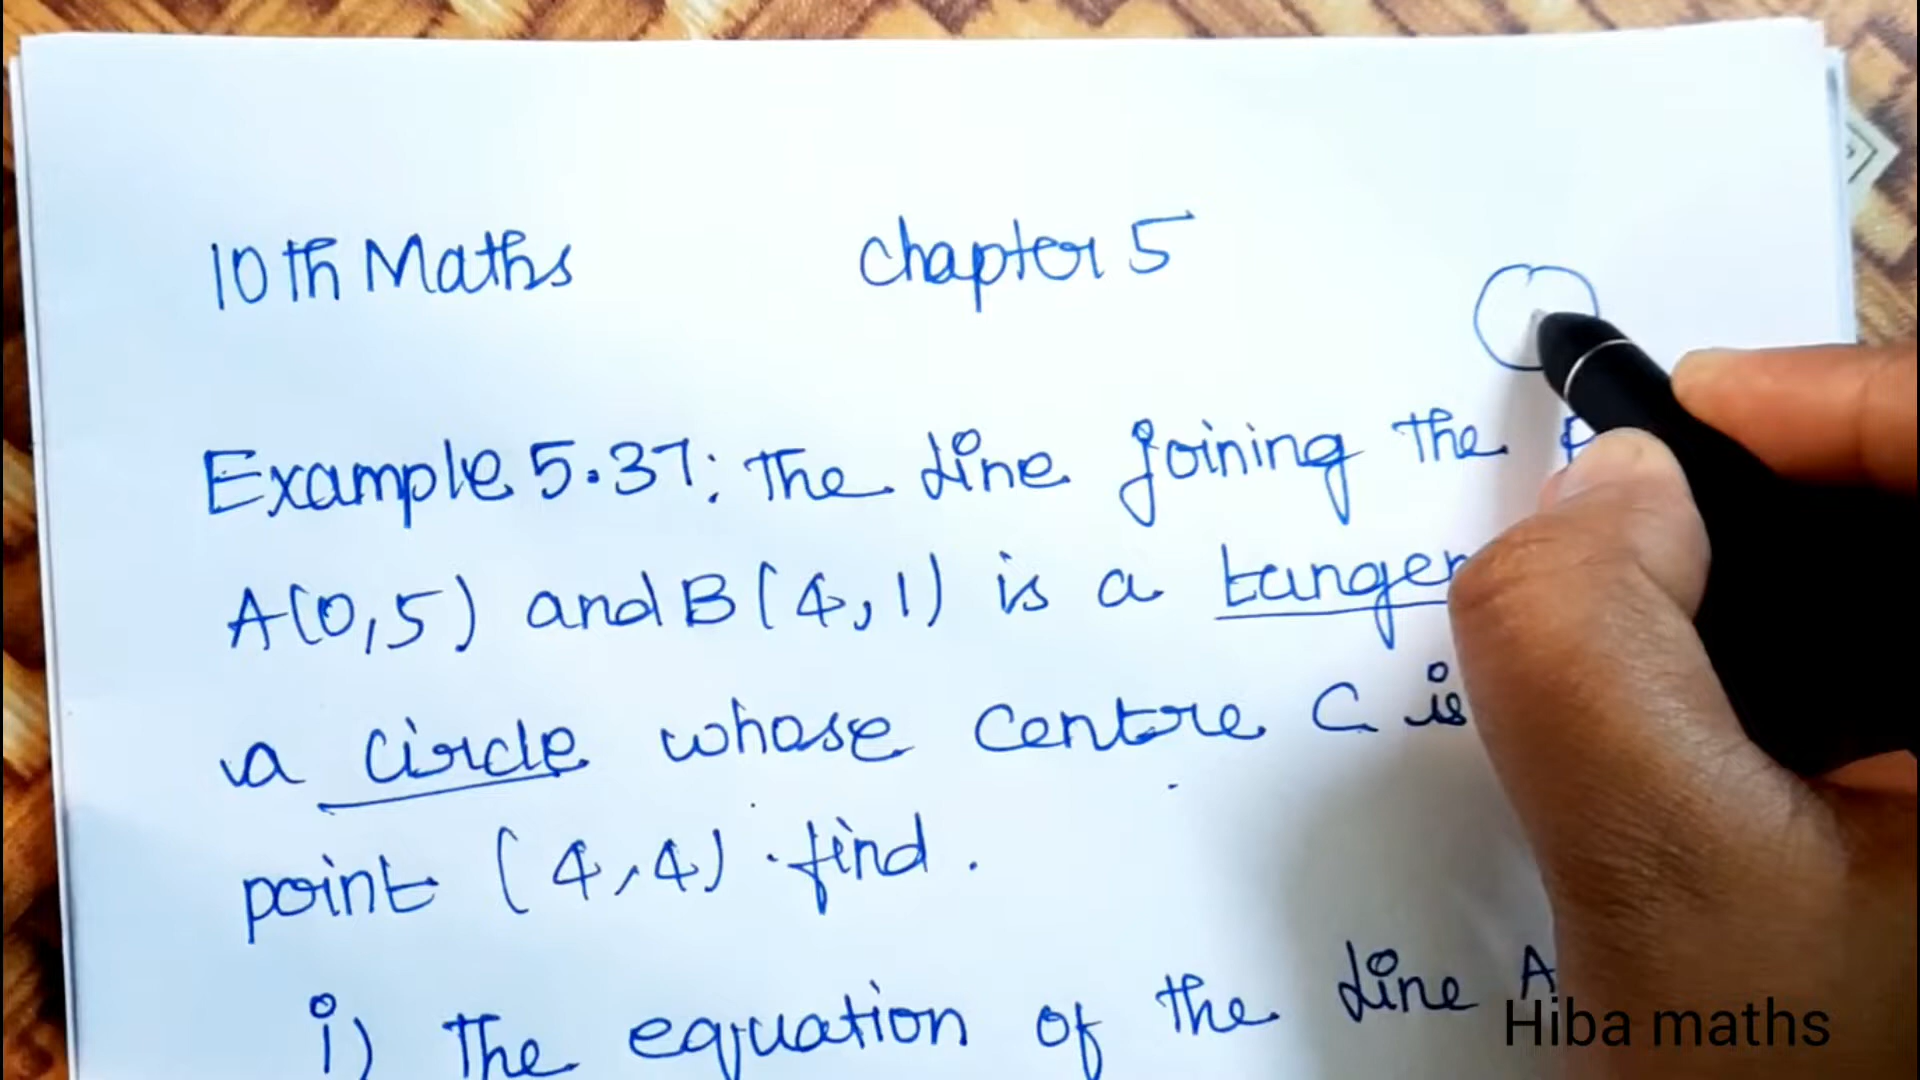 10th Maths chapter 5
Example 5.37: The line joining the
A(0,5) and B(4,1) is a
a circle whose centre C is
point (4,4). find.
i) The equation of the line
Hiba maths